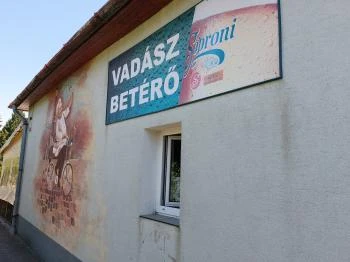 VADÁSZ
BETÉRŐ
Soproni